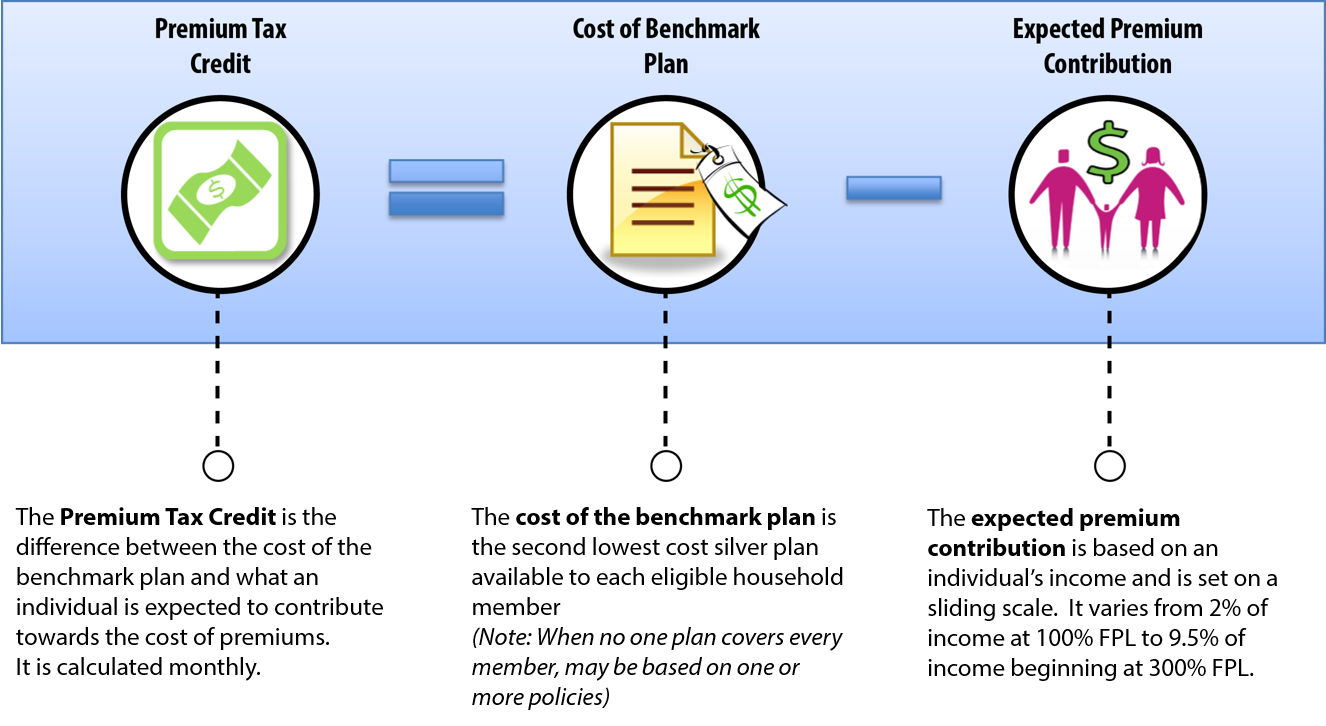 Premium Tax
Credit
Cost of Benchmark
Plan
Expected Premium
Contribution
$
$
$
The Premium Tax Credit is the
difference between the cost of the
benchmark plan and what an
individual is expected to contribute
towards the cost of premiums.
It is calculated monthly.
The cost of the benchmark plan is
the second lowest cost silver plan
available to each eligible household
member
(Note: When no one plan covers every
member, may be based on one or
more policies)
The expected premium
contribution is based on an
individual’s income and is set on a
sliding scale.  It varies from 2% of
income at 100% FPL to 9.5% of
income beginning at 300% FPL.